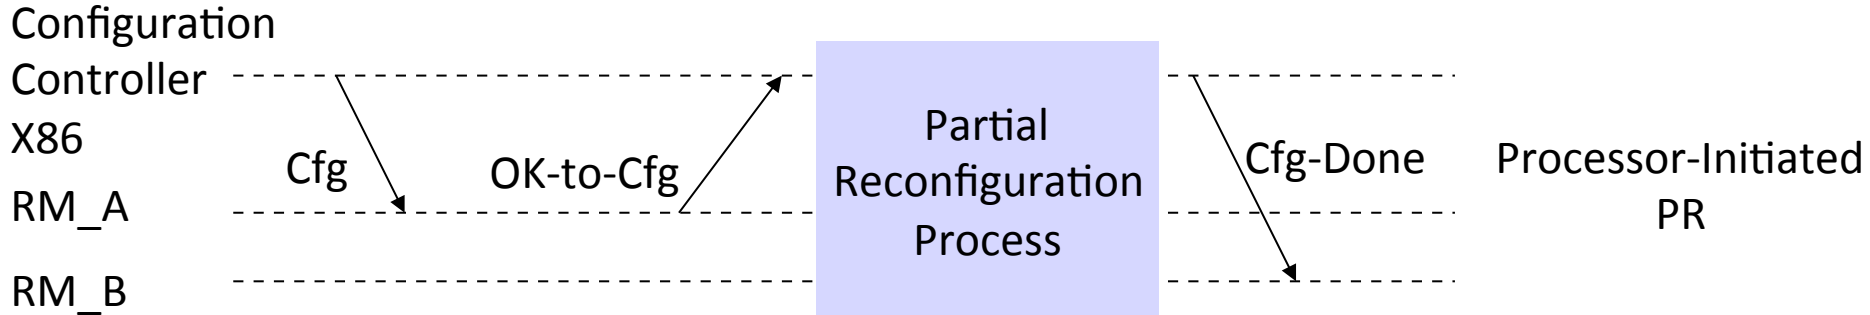 Configuration
Controller
X86
RM_A
RM_B
Cfg
OK-to-Cfg
Partial
Reconfiguration
Process
Cfg-Done
Processor-Initiated
PR